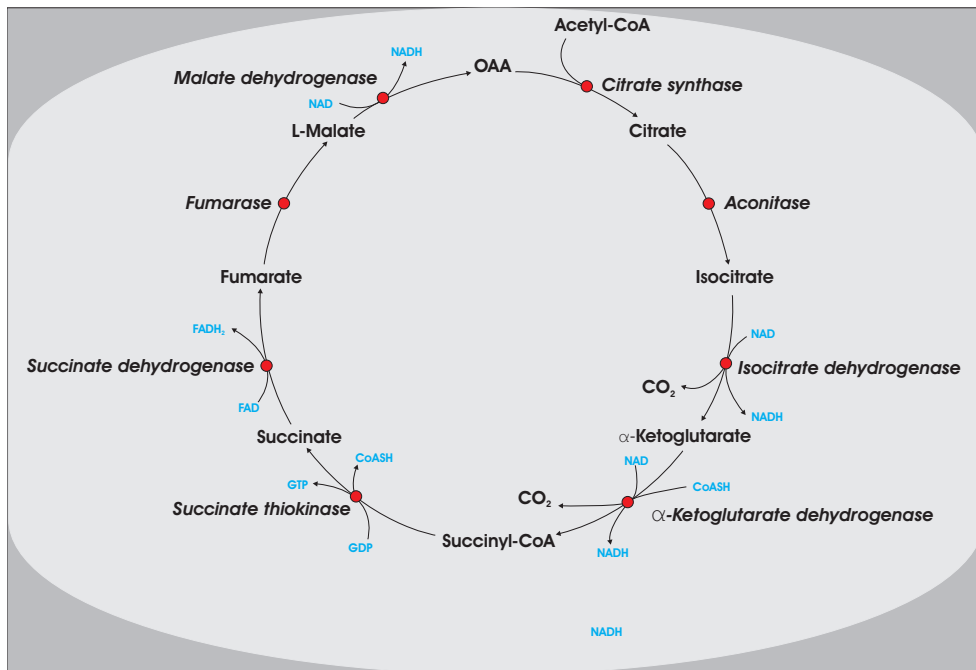 Acetyl-CoA
NADH
OAA
Malate dehydrogenase
Citrate synthase
NAD
L-Malate
Citrate
Fumarase
Aconitase
Fumarate
Isocitrate
FADH₂
NAD
Succinate dehydrogenase
Isocitrate dehydrogenase
CO₂
FAD
NADH
Succinate
α-Ketoglutarate
CoASH
NAD
GTP
CoASH
CO₂
Succinate thiokinase
α-Ketoglutarate dehydrogenase
Succinyl-CoA
GDP
NADH
NADH